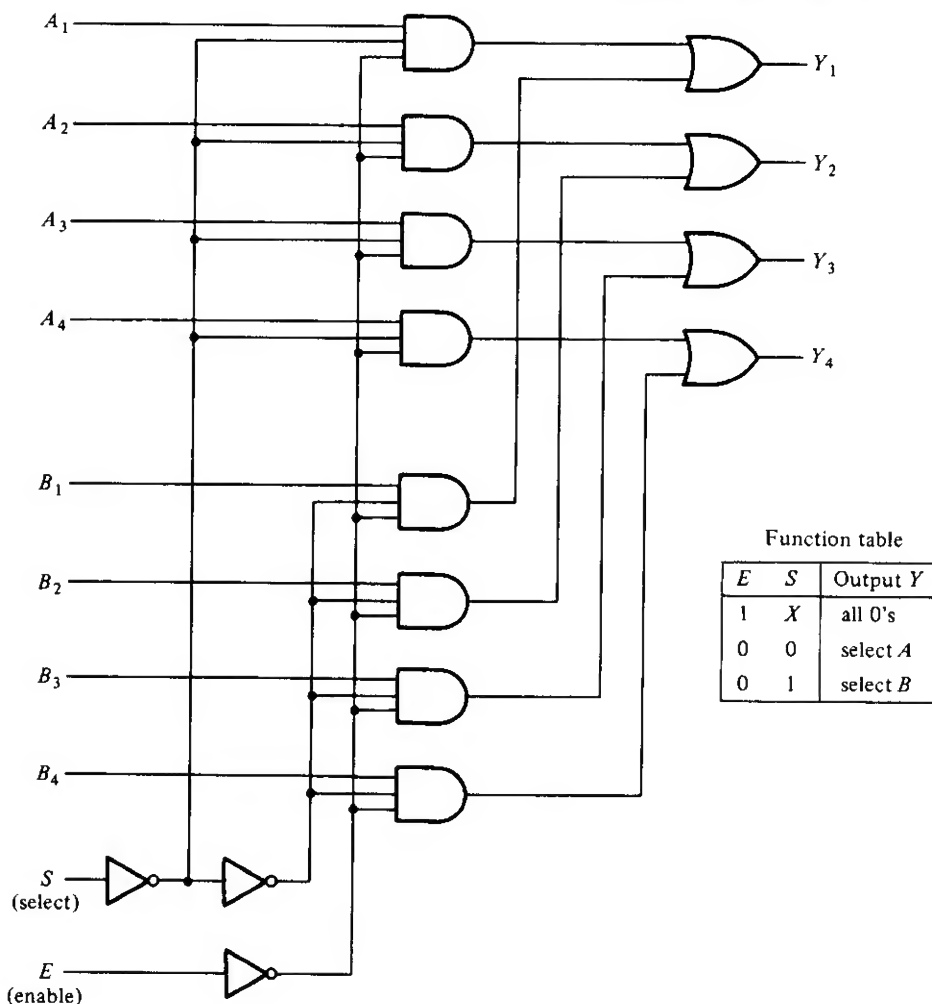 A1
Y1
A2
Y2
A3
Y3
A4
Y4
B1
B2
B3
B4
S
(select)
E
(enable)
Function table
E S Output Y
1 X all 0's
0 0 select A
0 1 select B